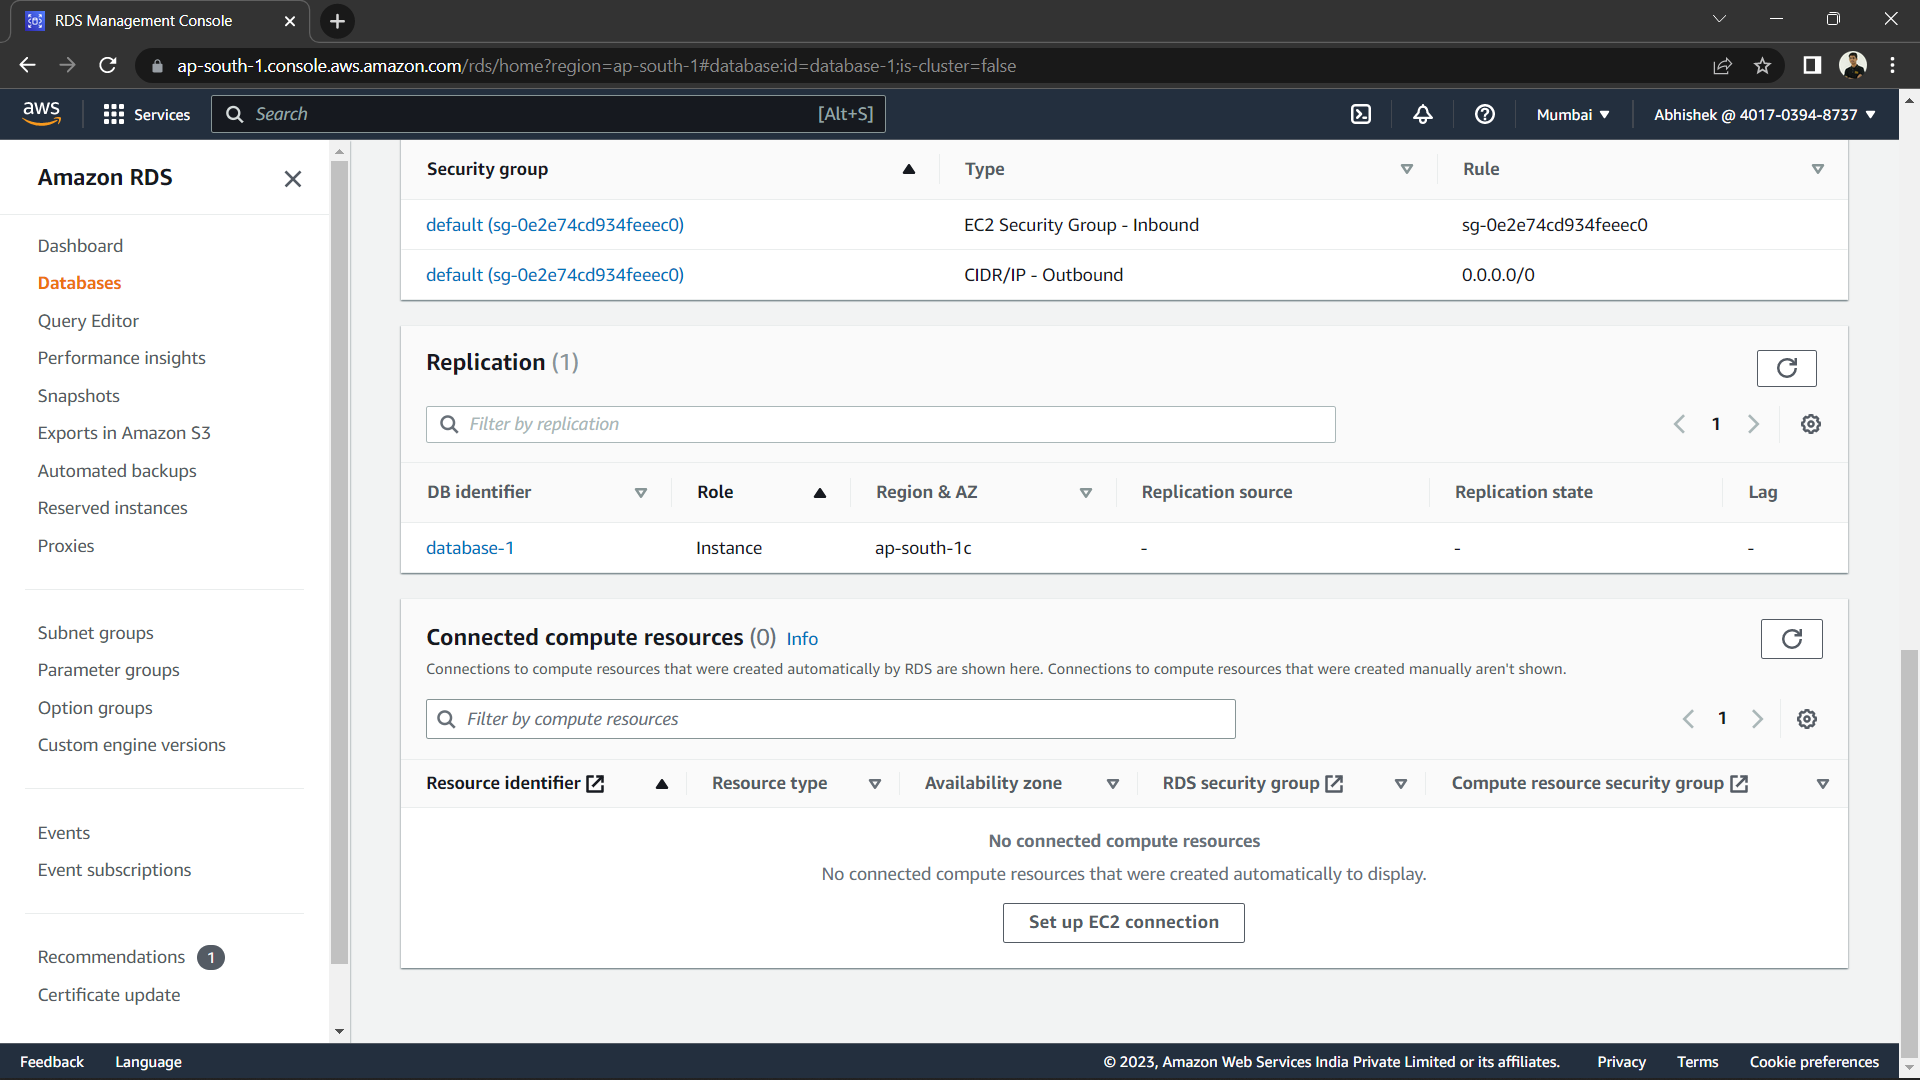 RDS Management Console
ap-south-1.console.aws.amazon.com/rds/home?region=ap-south-1#database:id=database-1;is-cluster=false
aws
Services
Search
[Alt+S]
Mumbai
Abhishek @ 4017-0394-8737
Amazon RDS
Dashboard
Databases
Query Editor
Performance insights
Snapshots
Exports in Amazon S3
Automated backups
Reserved instances
Proxies
Subnet groups
Parameter groups
Option groups
Custom engine versions
Events
Event subscriptions
Recommendations 1
Certificate update
Security group Type Rule
default (sg-0e2e74cd934feeec0) EC2 Security Group - Inbound sg-0e2e74cd934feeec0
default (sg-0e2e74cd934feeec0) CIDR/IP - Outbound 0.0.0.0/0
Replication (1)
Filter by replication
1
DB identifier Role Region & AZ Replication source Replication state Lag
database-1 Instance ap-south-1c - - -
Connected compute resources (0) Info
Connections to compute resources that were created automatically by RDS are shown here. Connections to compute resources that were created manually aren't shown.
Filter by compute resources
1
Resource identifier Resource type Availability zone RDS security group Compute resource security group
No connected compute resources
No connected compute resources that were created automatically to display.
Set up EC2 connection
Feedback Language
© 2023, Amazon Web Services India Private Limited or its affiliates. Privacy Terms Cookie preferences